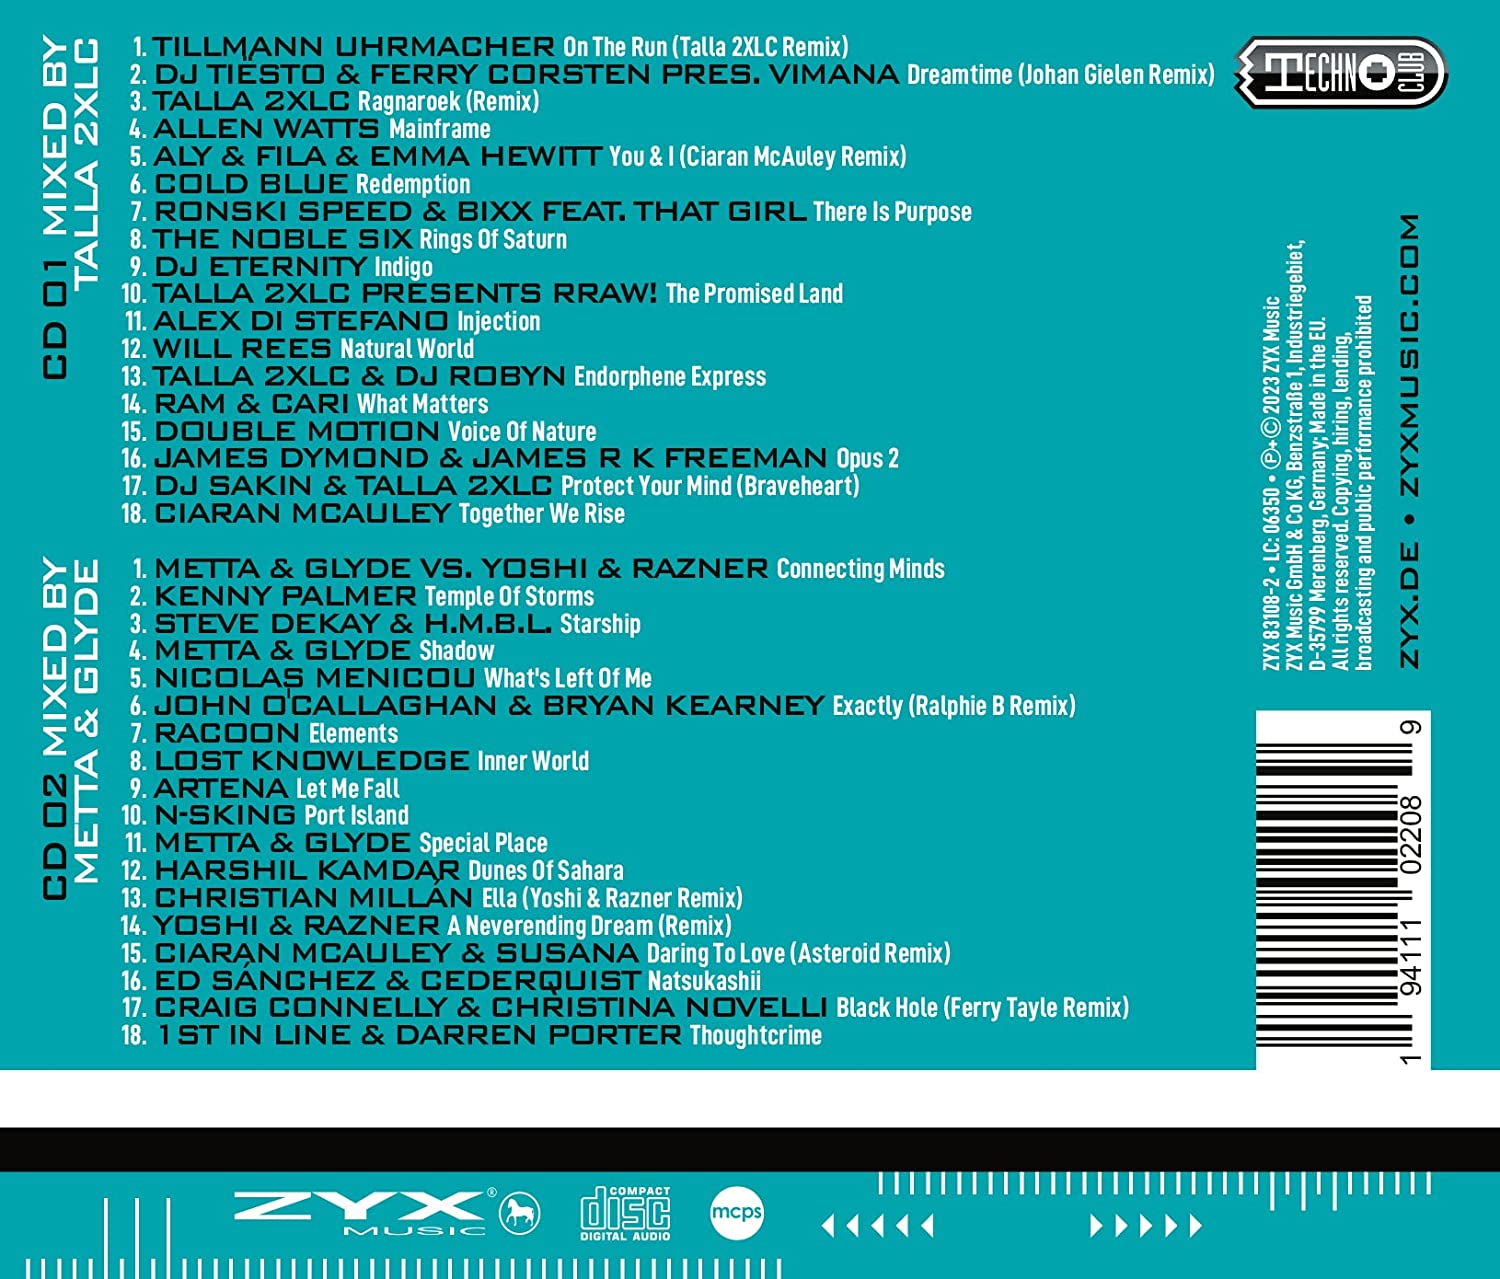 CD 01 MIXED BY
TALLA 2XLC
1. TILLMANN UHRMACHER On The Run (Talla 2XLC Remix)
2. DJ TIËSTO & FERRY CORSTEN PRES. VIMANA Dreamtime (Johan Gielen Remix)
3. TALLA 2XLC Ragnaroek (Remix)
4. ALLEN WATTS Mainframe
5. ALY & FILA & EMMA HEWITT You & I (Ciaran McAuley Remix)
6. COLD BLUE Redemption
7. RONSKI SPEED & BIXX FEAT. THAT GIRL There Is Purpose
8. THE NOBLE SIX Rings Of Saturn
9. DJ ETERNITY Indigo
10. TALLA 2XLC PRESENTS RRAW! The Promised Land
11. ALEX DI STEFANO Injection
12. WILL REES Natural World
13. TALLA 2XLC & DJ ROBYN Endorphene Express
14. RAM & CARI What Matters
15. DOUBLE MOTION Voice Of Nature
16. JAMES DYMOND & JAMES R K FREEMAN Opus 2
17. DJ SAKIN & TALLA 2XLC Protect Your Mind (Braveheart)
18. CIARAN MCAULEY Together We Rise
CD 02 MIXED BY
METTA & GLYDE
1. METTA & GLYDE VS. YOSHI & RAZNER Connecting Minds
2. KENNY PALMER Temple Of Storms
3. STEVE DEKAY & H.M.B.L. Starship
4. METTA & GLYDE Shadow
5. NICOLAS MENICOU What's Left Of Me
6. JOHN O'CALLAGHAN & BRYAN KEARNEY Exactly (Ralphie B Remix)
7. RACOON Elements
8. LOST KNOWLEDGE Inner World
9. ARTENA Let Me Fall
10. N-SKING Port Island
11. METTA & GLYDE Special Place
12. HARSHIL KAMDAR Dunes Of Sahara
13. CHRISTIAN MILLÁN Ella (Yoshi & Razner Remix)
14. YOSHI & RAZNER A Neverending Dream (Remix)
15. CIARAN MCAULEY & SUSANA Daring To Love (Asteroid Remix)
16. ED SÁNCHEZ & CEDERQUIST Natsukashii
17. CRAIG CONNELLY & CHRISTINA NOVELLI Black Hole (Ferry Tayle Remix)
18. 1ST IN LINE & DARREN PORTER Thoughtcrime
TECHNO CLUB
ZYX 83108-2 • LC: 06350 • ℗+©2023 ZYX Music
ZYX Music GmbH & Co KG, Benzstraße 1, Industriegebiet,
D-35799 Merenberg, Germany; Made in the EU.
All rights reserved. Copying, hiring, lending,
broadcasting and public performance prohibited
ZYX.DE • ZYXMUSIC.COM
1 94111 02208 9
ZYX®
MUSIC
COMPACT
disc
DIGITAL AUDIO
mcps